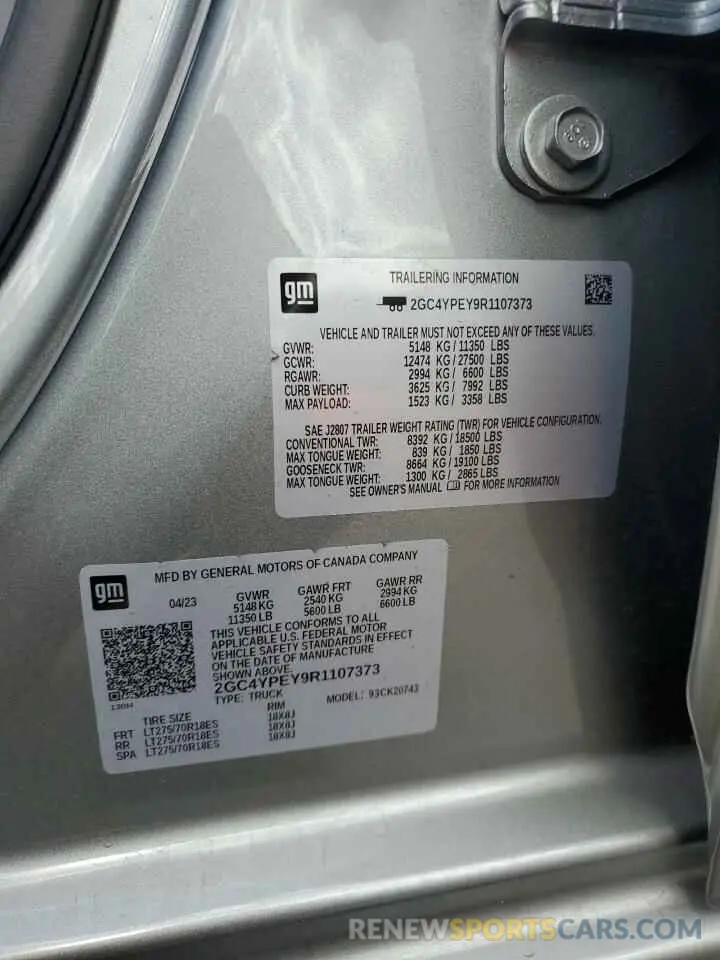 gm
TRAILERING INFORMATION
2GC4YPEY9R1107373
VEHICLE AND TRAILER MUST NOT EXCEED ANY OF THESE VALUES.
GVWR: 5148 KG / 11350 LBS
GCWR: 12474 KG / 27500 LBS
RGAWR: 2994 KG / 6600 LBS
CURB WEIGHT: 3625 KG / 7992 LBS
MAX PAYLOAD: 1523 KG / 3358 LBS
SAE J2807 TRAILER WEIGHT RATING (TWR) FOR VEHICLE CONFIGURATION.
CONVENTIONAL TWR: 8392 KG / 18500 LBS
MAX TONGUE WEIGHT: 839 KG / 1850 LBS
GOOSENECK TWR: 8664 KG / 19100 LBS
MAX TONGUE WEIGHT: 1300 KG / 2865 LBS
SEE OWNER'S MANUAL FOR MORE INFORMATION
gm
MFD BY GENERAL MOTORS OF CANADA COMPANY
04/23 GVWR GAWR FRT GAWR RR
5148 KG 2540 KG 2994 KG
11350 LB 5600 LB 6600 LB
THIS VEHICLE CONFORMS TO ALL
APPLICABLE U.S. FEDERAL MOTOR
VEHICLE SAFETY STANDARDS IN EFFECT
ON THE DATE OF MANUFACTURE
SHOWN ABOVE.
2GC4YPEY9R1107373
TYPE: TRUCK MODEL: 93CK20743
TIRE SIZE RIM
FRT LT275/70R18ES 18X8J
RR LT275/70R18ES 18X8J
SPA LT275/70R18ES 18X8J
RENEWSPORTSCARS.COM